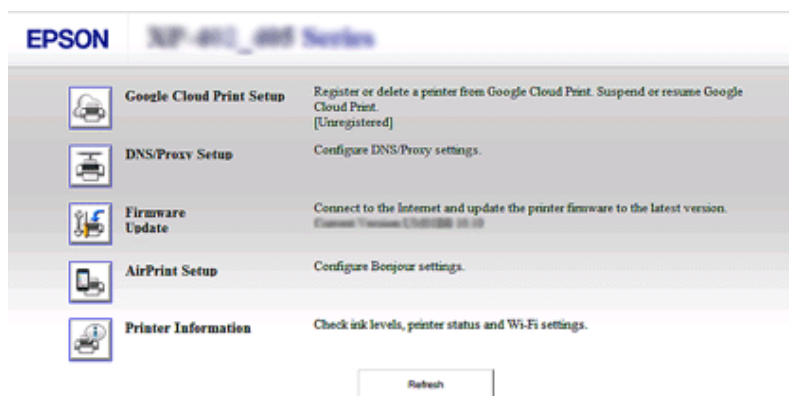 EPSON
Series
Google Cloud Print Setup
Register or delete a printer from Google Cloud Print. Suspend or resume Google
Cloud Print.
[Unregistered]
DNS/Proxy Setup
Configure DNS/Proxy settings.
Firmware
Update
Connect to the Internet and update the printer firmware to the latest version.
Current Version:
AirPrint Setup
Configure Bonjour settings.
Printer Information
Check ink levels, printer status and Wi-Fi settings.
Refresh